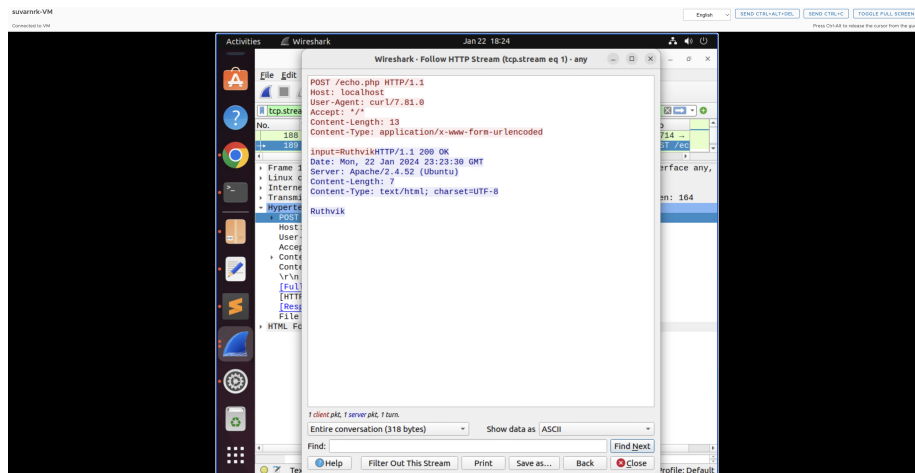 suvarnrk-VM
English
SEND CTRL+ALT+DEL
SEND CTRL+C
TOGGLE FULL SCREEN
Connected to VM
Press Ctrl-Alt to release the cursor from the
Activities
Wireshark
Jan 22 18:24
Wireshark · Follow HTTP Stream (tcp.stream eq 1) · any
File Edit
tcp.strea
No.
188
714 →
189
ST /ec
POST /echo.php HTTP/1.1
Host: localhost
User-Agent: curl/7.81.0
Accept: */*
Content-Length: 13
Content-Type: application/x-www-form-urlencoded
input=RuthvikHTTP/1.1 200 OK
Date: Mon, 22 Jan 2024 23:23:30 GMT
Server: Apache/2.4.52 (Ubuntu)
Content-Length: 7
Content-Type: text/html; charset=UTF-8
Ruthvik
Frame 1
erface any,
Linux c
Interne
Transmi
en: 164
Hyperte
POST
Host:
User-
Accep
Conte
Conte
\r\n
[Full
[HTTP
[Resp
File
HTML Fo
1 client pkt, 1 server pkt, 1 turn.
Entire conversation (318 bytes)
Show data as ASCII
Find:
Find Next
Help
Filter Out This Stream
Print
Save as...
Back
Close
Tex
Profile: Default